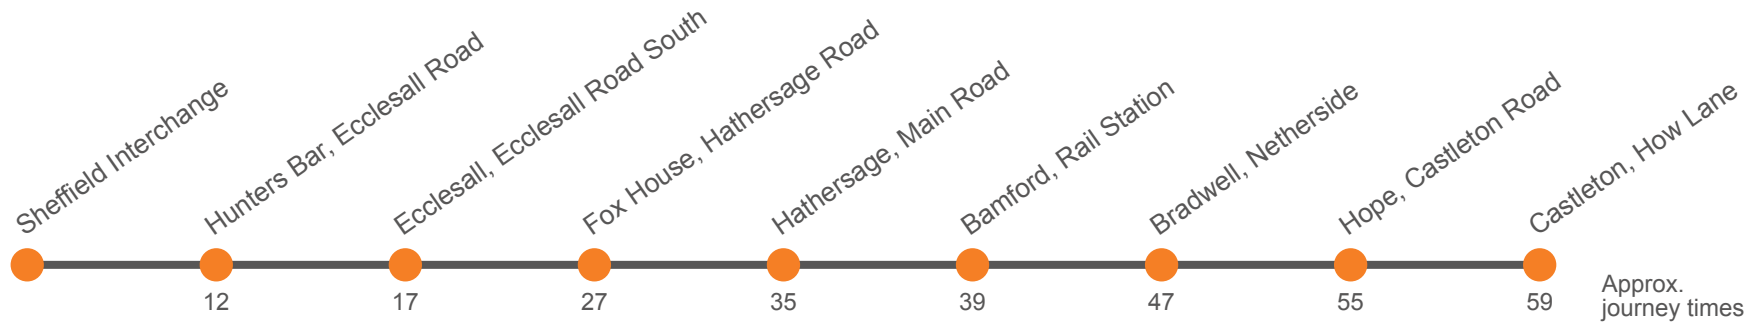 Sheffield Interchange
Hunters Bar, Ecclesall Road
Ecclesall, Ecclesall Road South
Fox House, Hathersage Road
Hathersage, Main Road
Bamford, Rail Station
Bradwell, Netherside
Hope, Castleton Road
Castleton, How Lane
12
17
27
35
39
47
55
59
Approx.
journey times